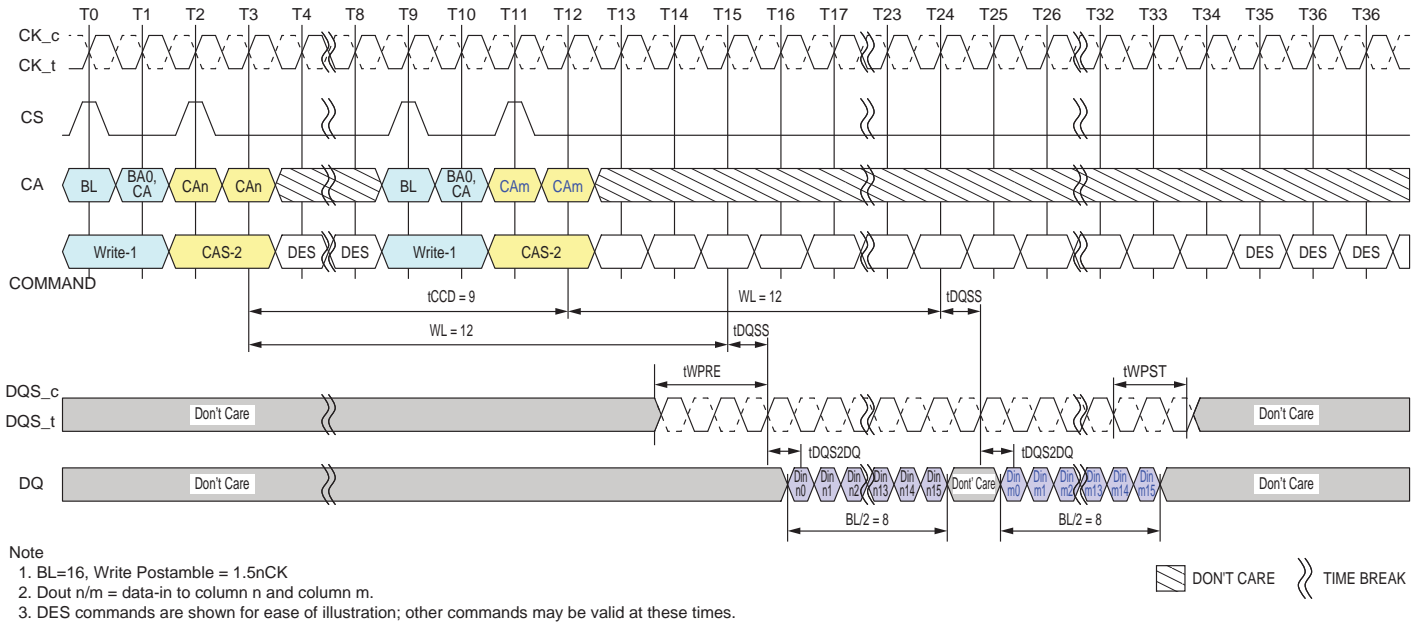 T0 T1 T2 T3 T4 T8 T9 T10 T11 T12 T13 T14 T15 T17 T23 T24 T25 T26 T32 T33 T34 T35 T36 T36
CK_c
CK_t
CS
CA
BL
BA0, CA
CAn
CAn
BL
BA0, CA
CAm
CAm
Write-1
CAS-2
DES
DES
Write-1
CAS-2
DES
DES
DES
COMMAND
tCCD = 9
WL = 12
tDQSS
WL = 12
tDQSS
tWPRE
tWPST
DQS_c
DQS_t
Don't Care
Don't Care
tDQS2DQ
tDQS2DQ
DQ
Don't Care
Din n0
Din n1
Din n2
Din n13
Din n14
Din n15
Dont' Care
Din m0
Din m1
Din m2
Din m13
Din m14
Din m15
Don't Care
BL/2 = 8
BL/2 = 8
Note
1. BL=16, Write Postamble = 1.5nCK
2. Dout n/m = data-in to column n and column m.
3. DES commands are shown for ease of illustration; other commands may be valid at these times.
DON'T CARE
TIME BREAK